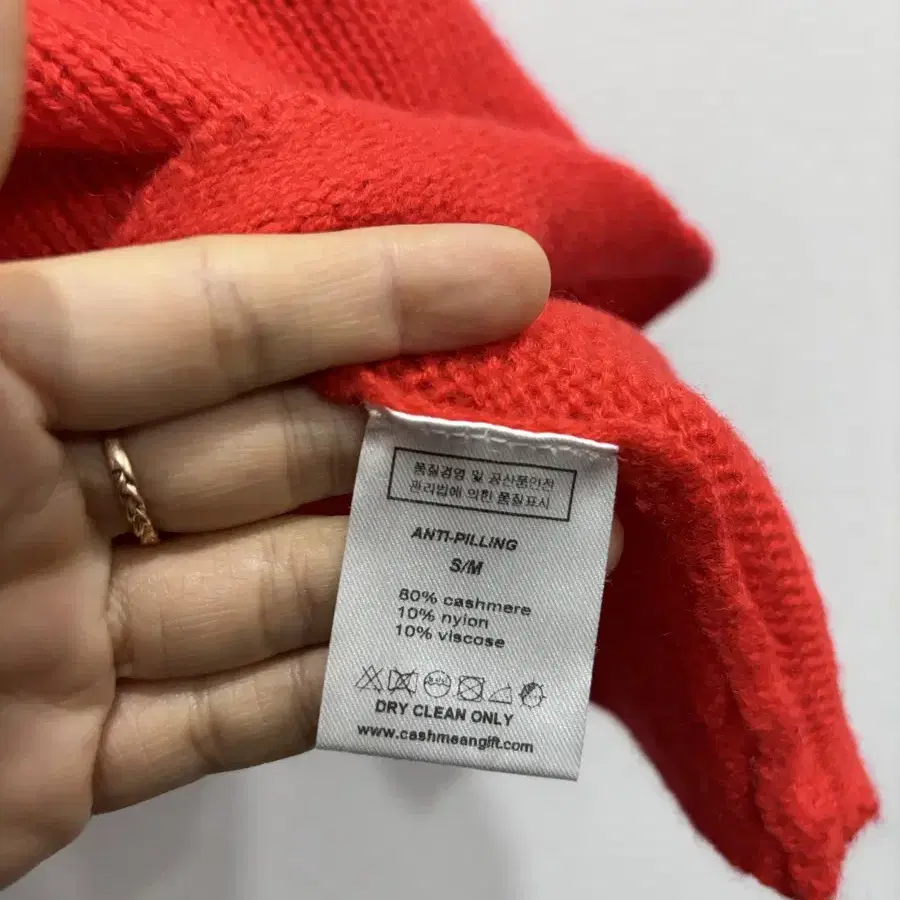 품질경영 및 공산품안전
관리법에 의한 품질표시
ANTI-PILLING
S/M
80% cashmere
10% nylon
10% viscose
DRY CLEAN ONLY
www.cashmeangift.com